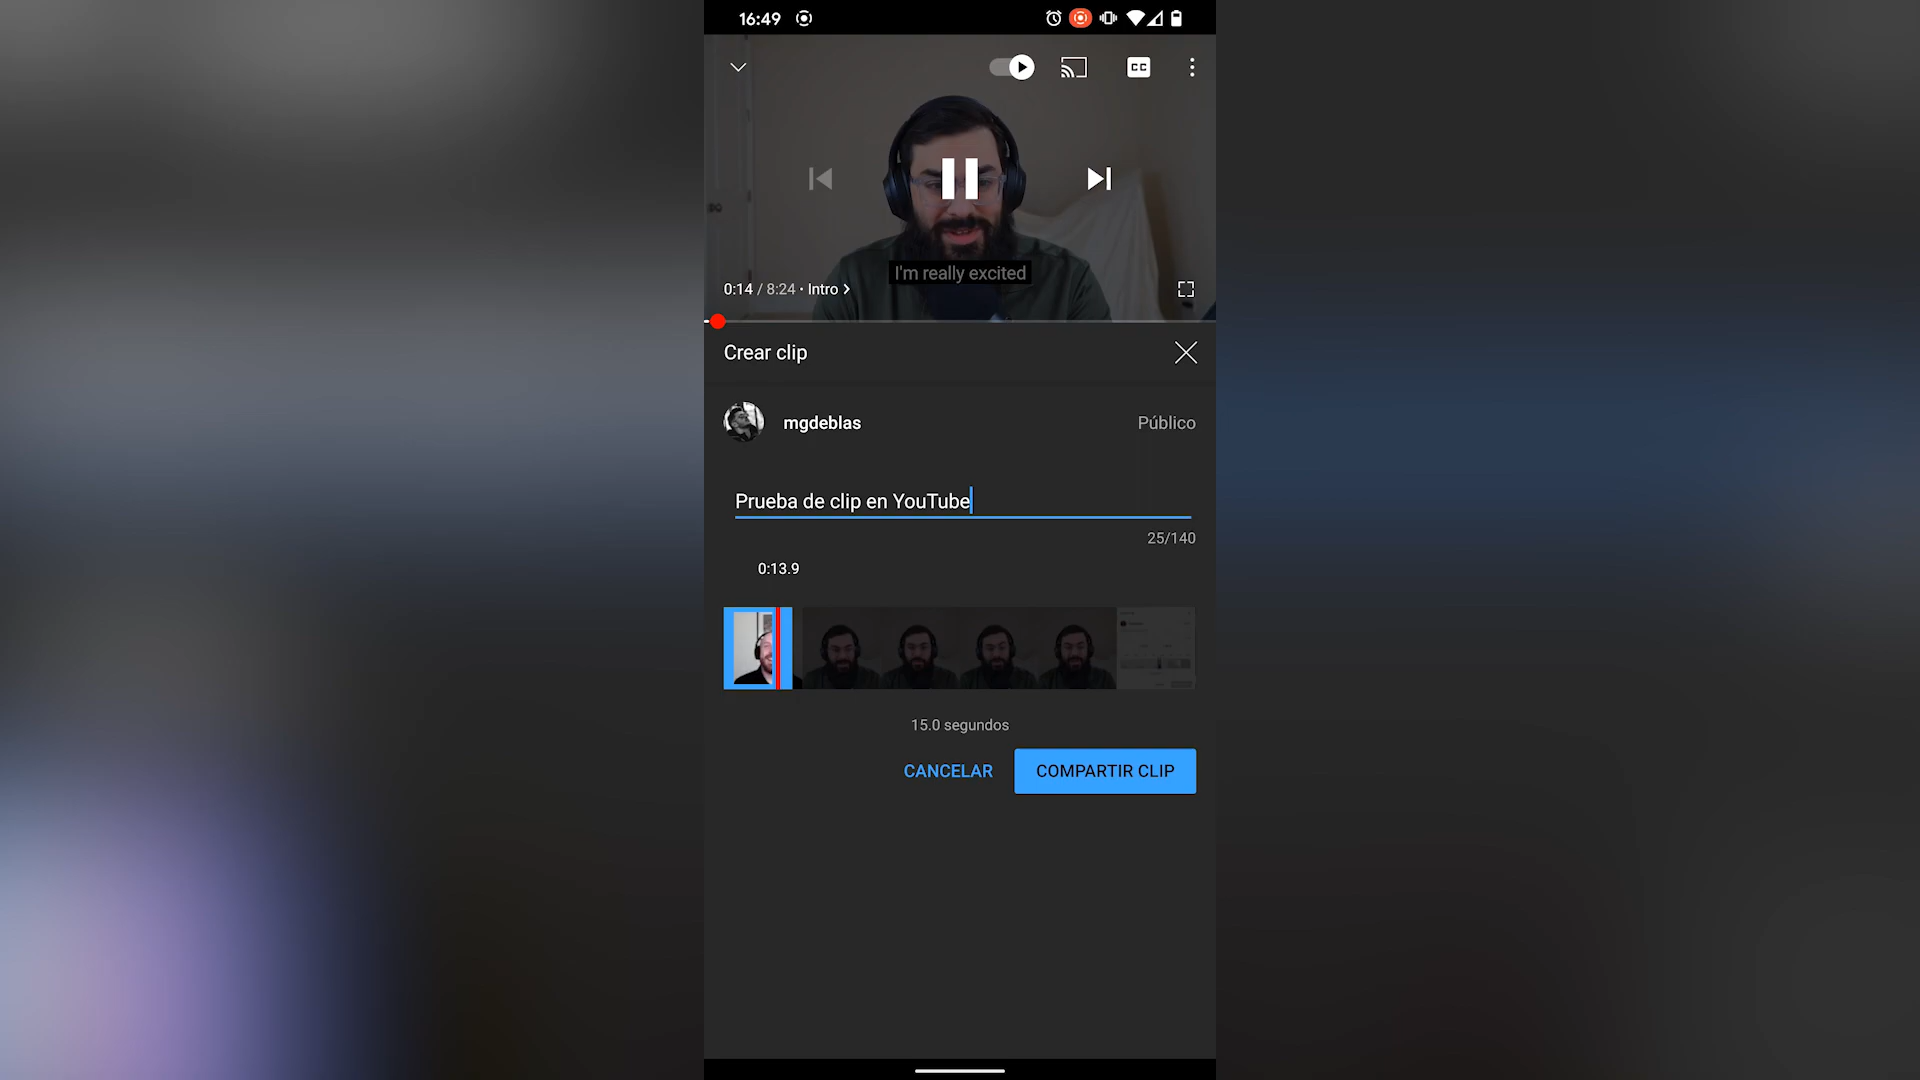 16:49
CC
I'm really excited
0:14 / 8:24 • Intro
Crear clip
mgdeblas
Público
Prueba de clip en YouTube
25/140
0:13.9
15.0 segundos
CANCELAR
COMPARTIR CLIP